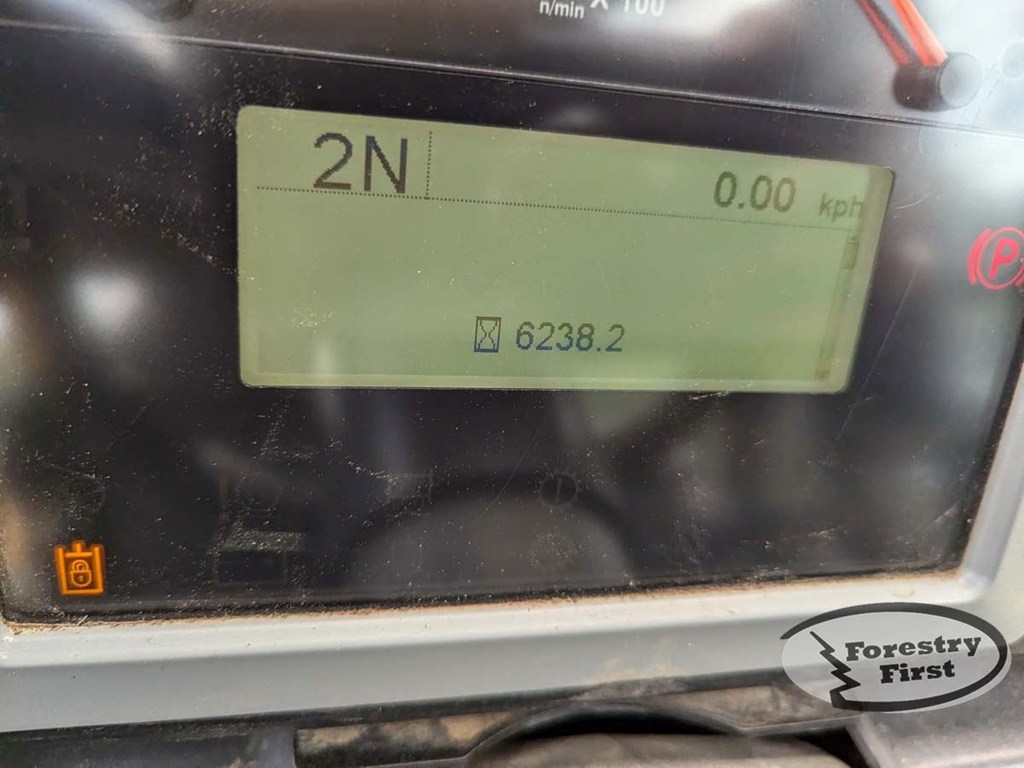 n/min x 100
2N
0.00 kph
P
6238.2
Forestry
First